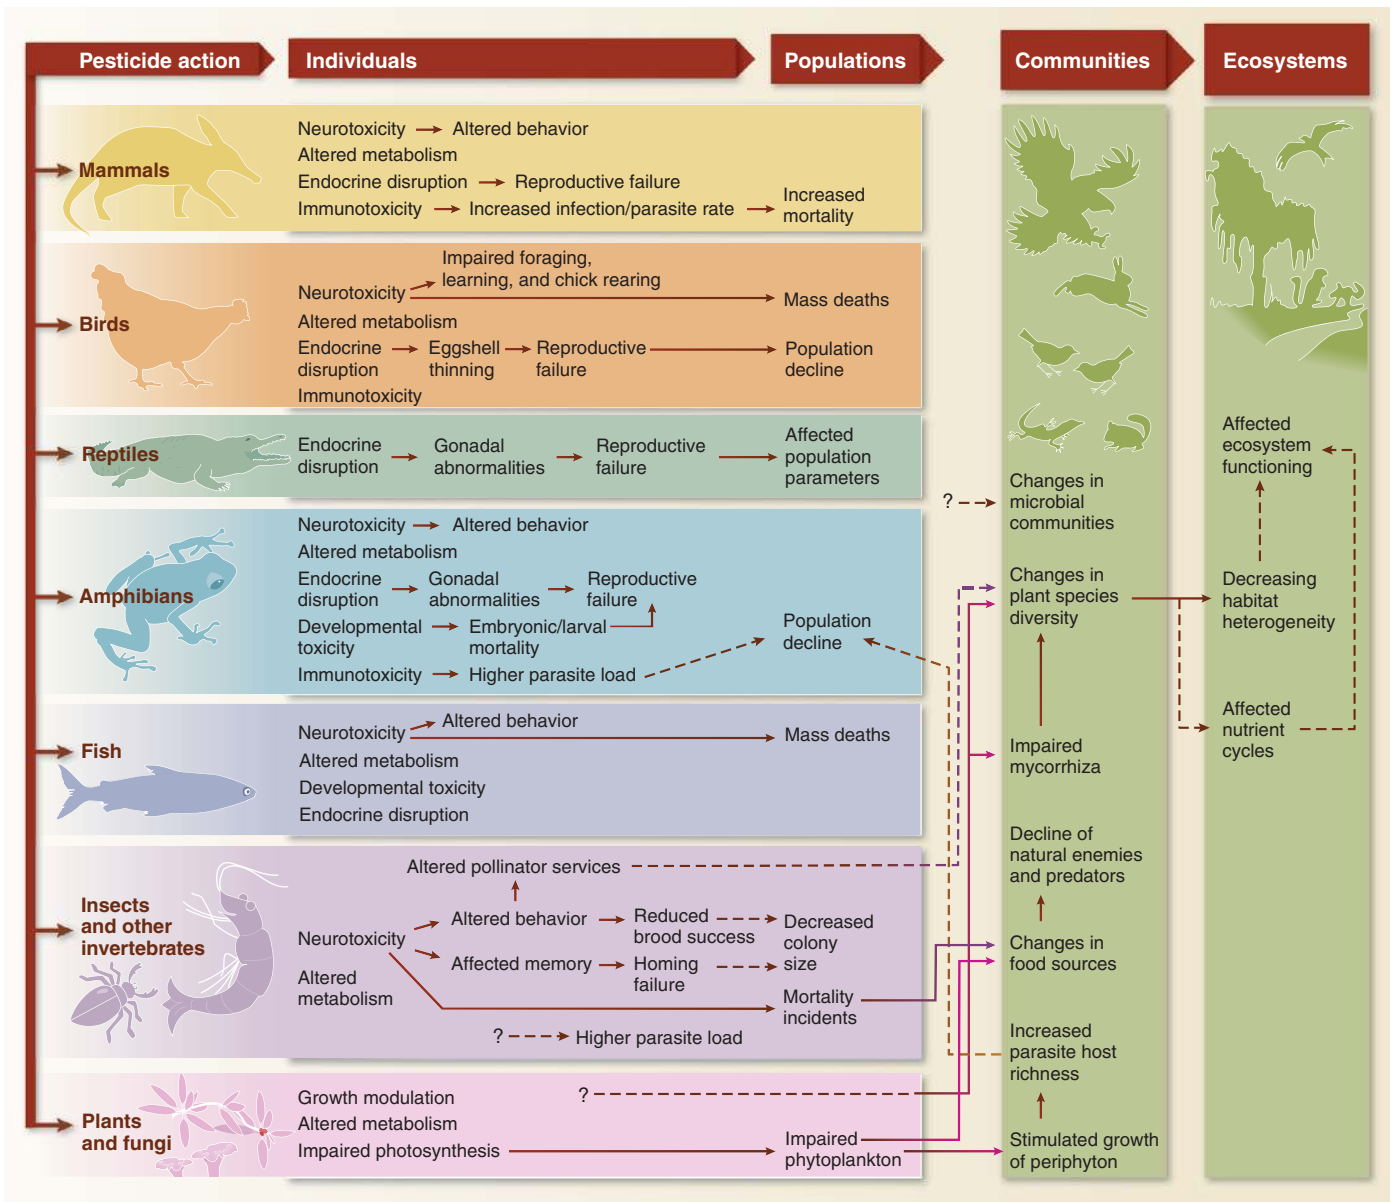 Pesticide action
Individuals
Populations
Communities
Ecosystems
Mammals
Neurotoxicity
Altered behavior
Altered metabolism
Endocrine disruption
Reproductive failure
Immunotoxicity
Increased infection/parasite rate
Increased
mortality
Birds
Impaired foraging,
learning, and chick rearing
Neurotoxicity
Mass deaths
Altered metabolism
Endocrine
disruption
Eggshell
thinning
Reproductive
failure
Population
decline
Immunotoxicity
Reptiles
Endocrine
disruption
Gonadal
abnormalities
Reproductive
failure
Affected
population
parameters
Amphibians
Neurotoxicity
Altered behavior
Altered metabolism
Endocrine
disruption
Gonadal
abnormalities
Reproductive
failure
Developmental
toxicity
Embryonic/larval
mortality
Immunotoxicity
Higher parasite load
Population
decline
Fish
Altered behavior
Neurotoxicity
Mass deaths
Altered metabolism
Developmental toxicity
Endocrine disruption
Insects
and other
invertebrates
Altered pollinator services
Neurotoxicity
Altered behavior
Reduced
brood success
Decreased
colony
size
Affected memory
Homing
failure
Altered
metabolism
Mortality
incidents
?
Higher parasite load
Plants
and fungi
Growth modulation
?
Altered metabolism
Impaired photosynthesis
Impaired
phytoplankton
?
Changes in
microbial
communities
Changes in
plant species
diversity
Impaired
mycorrhiza
Decline of
natural enemies
and predators
Changes in
food sources
Increased
parasite host
richness
Stimulated growth
of periphyton
Affected
ecosystem
functioning
Decreasing
habitat
heterogeneity
Affected
nutrient
cycles